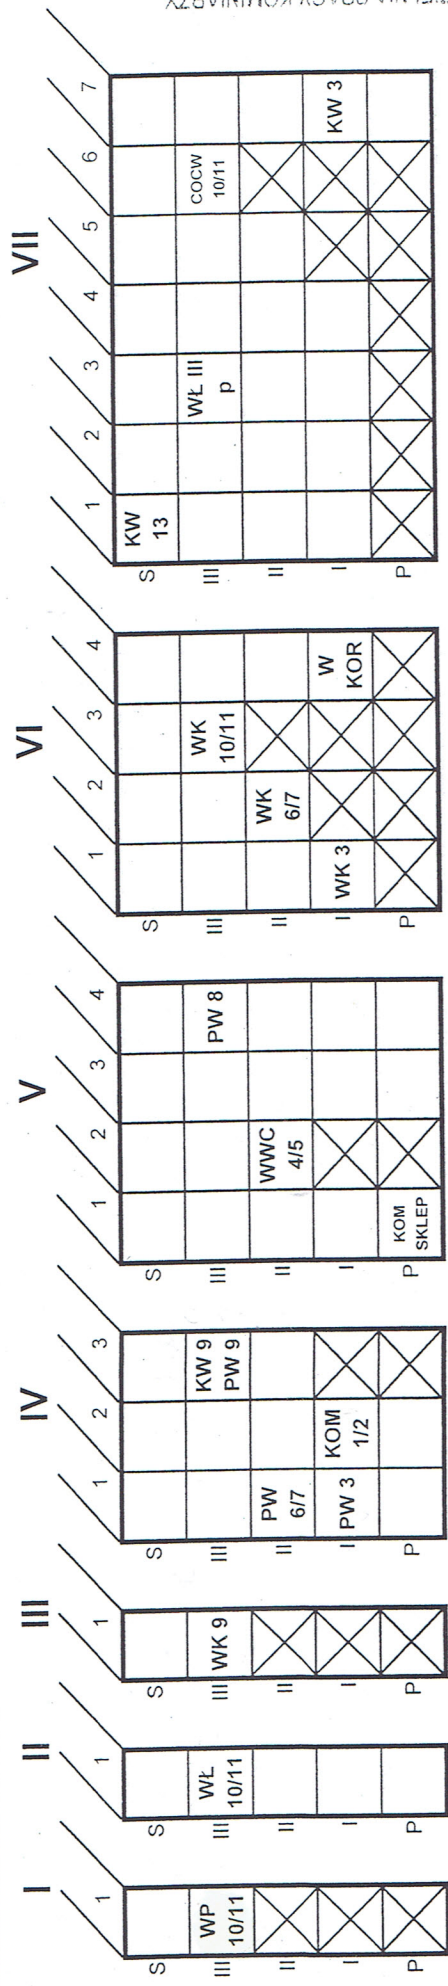 I
1
S
III WP
10/11
II
I
P
II
1
S
III WŁ
10/11
II
I
P
III
1
S
III WK 9
II
I
P
IV
1 2 3
S
III KW 9
PW 9
II PW
6/7
I PW 3 KOM
1/2
P
V
1 2 3 4
S
III PW 8
II WWC
4/5
I
P KOM
SKLEP
VI
1 2 3 4
S
III WK
10/11
II WK
6/7
I WK 3 W
KOR
P
VII
1 2 3 4 5 6 7
S KW
13
III WŁ III
p COCW
10/11
II
I KW 3
P